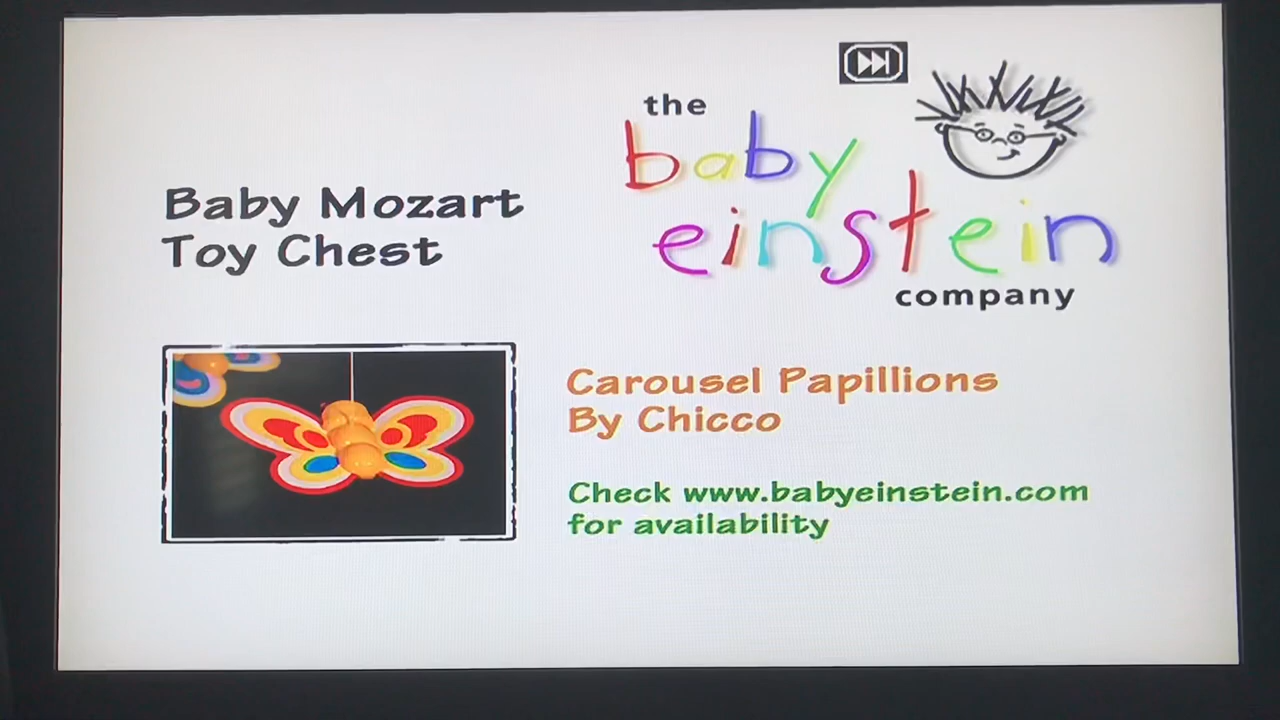 the
baby
einstein
company
Baby Mozart
Toy Chest
Carousel Papillions
By Chicco
Check www.babyeinstein.com
for availability